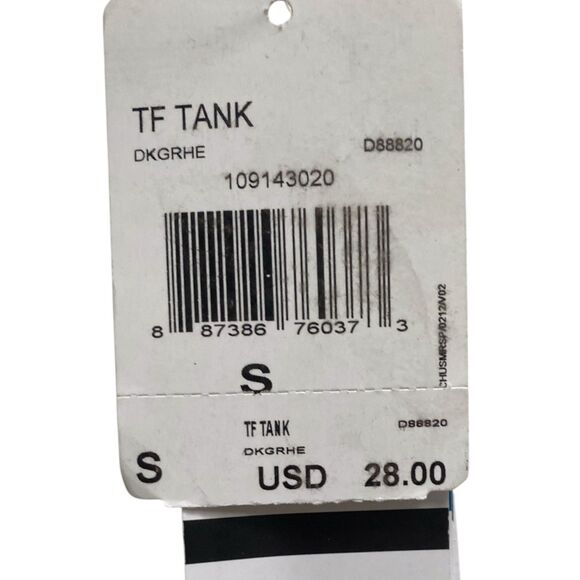 TF TANK
DKGRHE D88820
109143020
8 87386 76037 3
CHUSMRSP/0212/V02
S
TF TANK D88820
DKGRHE
S USD 28.00